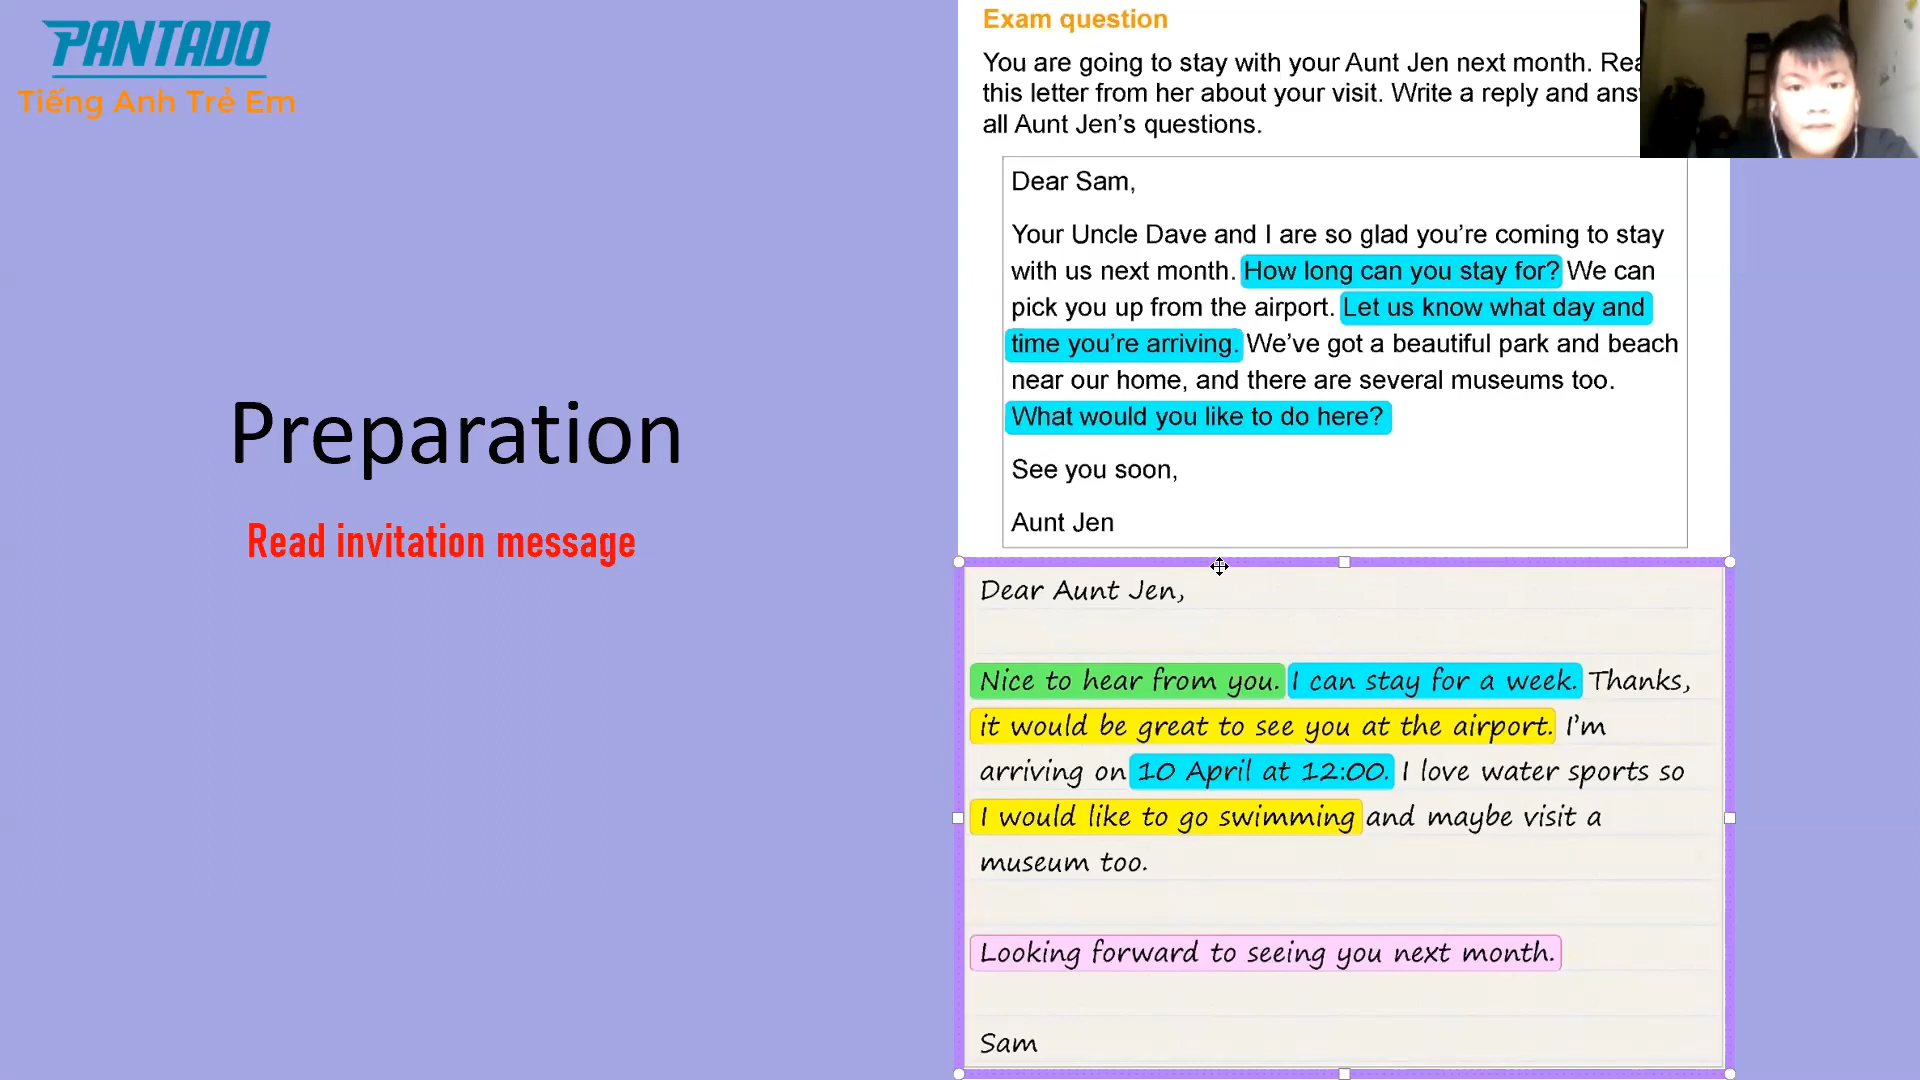 PANTADO
Tiếng Anh Trẻ Em
Preparation
Read invitation message
Exam question
You are going to stay with your Aunt Jen next month.
this letter from her about your visit. Write a reply and
all Aunt Jen's questions.
Dear Sam,
Your Uncle Dave and I are so glad you're coming to stay
with us next month. How long can you stay for? We can
pick you up from the airport. Let us know what day and
time you're arriving. We've got a beautiful park and beach
near our home, and there are several museums too.
What would you like to do here?
See you soon,
Aunt Jen
Dear Aunt Jen,
Nice to hear from you. I can stay for a week. Thanks,
it would be great to see you at the airport. I'm
arriving on 10 April at 12:00. I love water sports so
I would like to go swimming and maybe visit a
museum too.
Looking forward to seeing you next month.
Sam